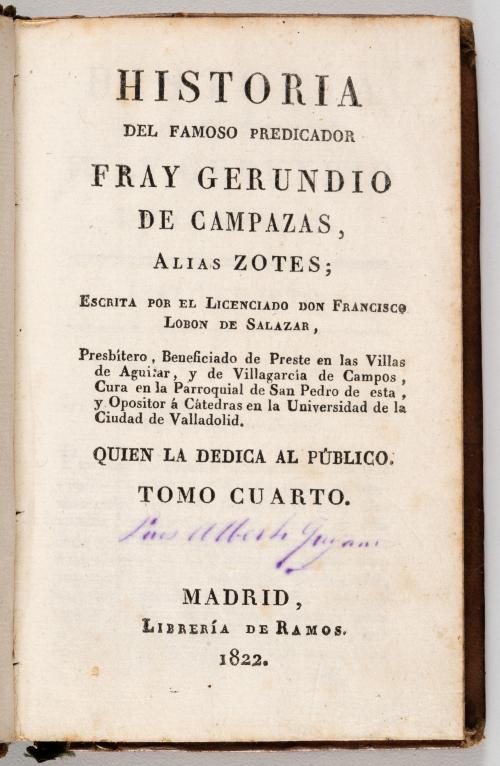 HISTORIA
DEL FAMOSO PREDICADOR
FRAY GERUNDIO
DE CAMPAZAS,
ALIAS ZOTES;
ESCRITA POR EL LICENCIADO DON FRANCISCO
LOBON DE SALAZAR,
Presbítero, Beneficiado de Preste en las Villas
de Aguilar, y de Villagarcía de Campos,
Cura en la Parroquial de San Pedro de esta,
y Opositor á Cátedras en la Universidad de la
Ciudad de Valladolid.
QUIEN LA DEDICA AL PÚBLICO.
TOMO CUARTO.
MADRID,
LIBRERÍA DE RAMOS.
1822.